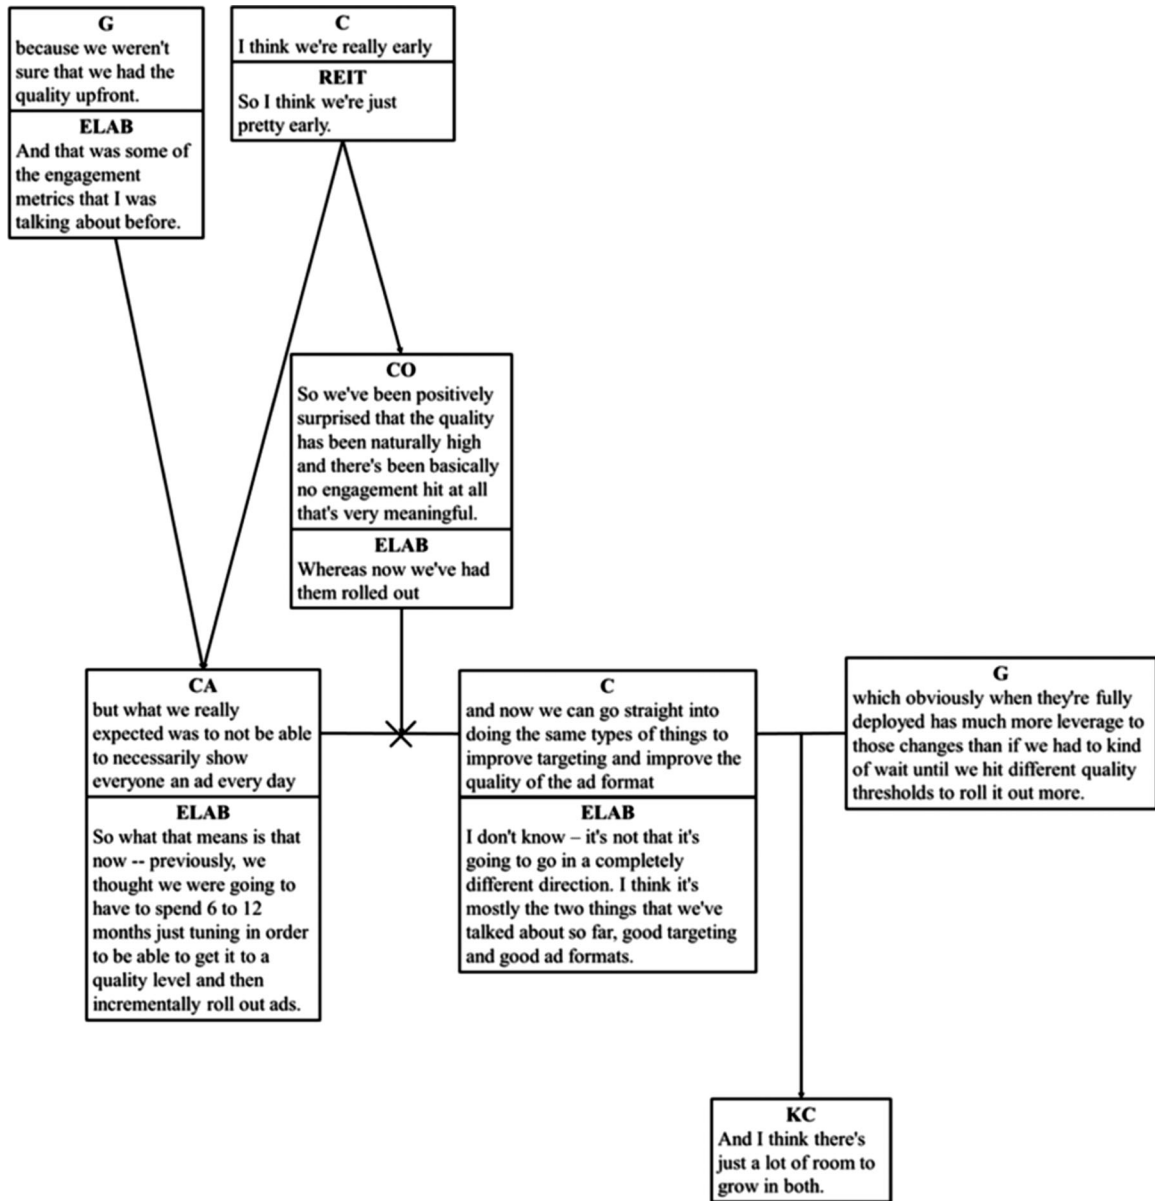 G
because we weren't
sure that we had the
quality upfront.
ELAB
And that was some of
the engagement
metrics that I was
talking about before.
C
I think we're really early
REIT
So I think we're just
pretty early.
CO
So we've been positively
surprised that the quality
has been naturally high
and there's been basically
no engagement hit at all
that's very meaningful.
ELAB
Whereas now we've had
them rolled out
CA
but what we really
expected was to not be able
to necessarily show
everyone an ad every day
ELAB
So what that means is that
now -- previously, we
thought we were going to
have to spend 6 to 12
months just tuning in order
to be able to get it to a
quality level and then
incrementally roll out ads.
C
and now we can go straight into
doing the same types of things to
improve targeting and improve the
quality of the ad format
ELAB
I don't know – it's not that it's
going to go in a completely
different direction. I think it's
mostly the two things that we've
talked about so far, good targeting
and good ad formats.
G
which obviously when they're fully
deployed has much more leverage to
those changes than if we had to kind
of wait until we hit different quality
thresholds to roll it out more.
KC
And I think there's
just a lot of room to
grow in both.